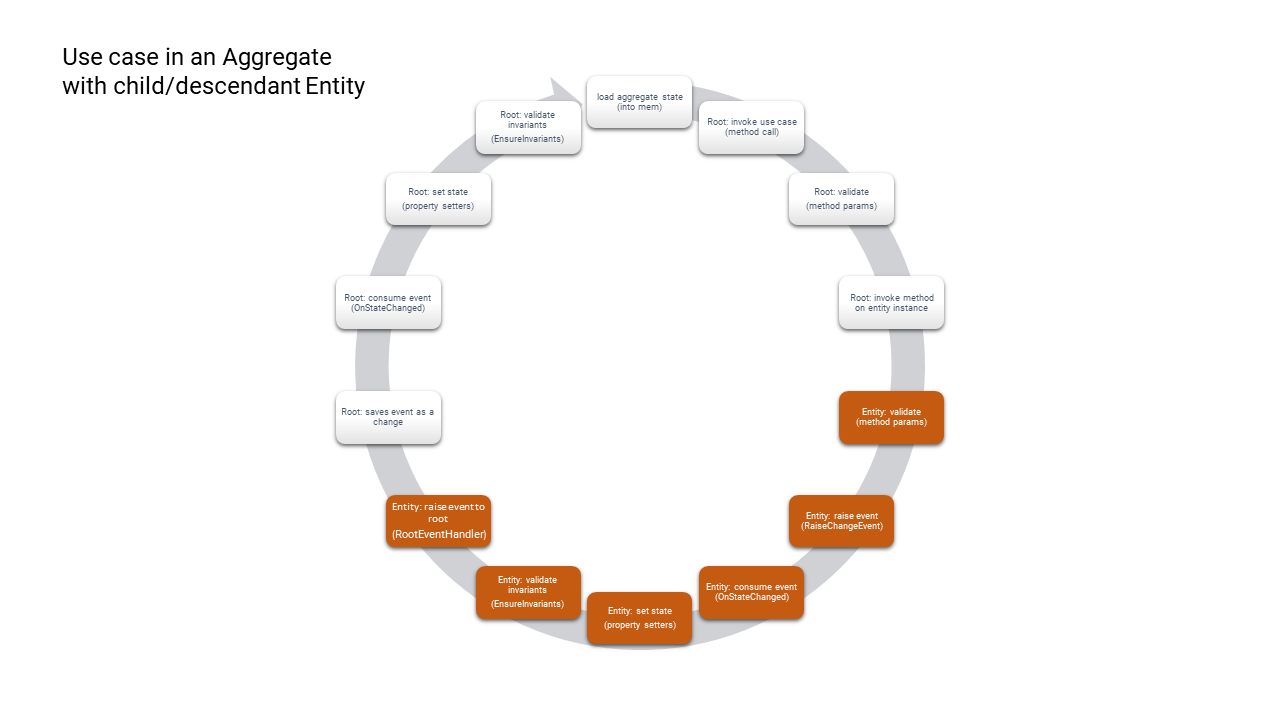 Use case in an Aggregate
with child/descendant Entity
load aggregate state
(into mem)
Root: invoke use case
(method call)
Root: validate
(method params)
Root: invoke method
on entity instance
Entity: validate
(method params)
Entity: raise event
(RaiseChangeEvent)
Entity: consume event
(OnStateChanged)
Entity: set state
(property setters)
Entity: validate
invariants
(EnsureInvariants)
Entity: raise event to
root
(RootEventHandler)
Root: saves event as a
change
Root: consume event
(OnStateChanged)
Root: set state
(property setters)
Root: validate
invariants
(EnsureInvariants)